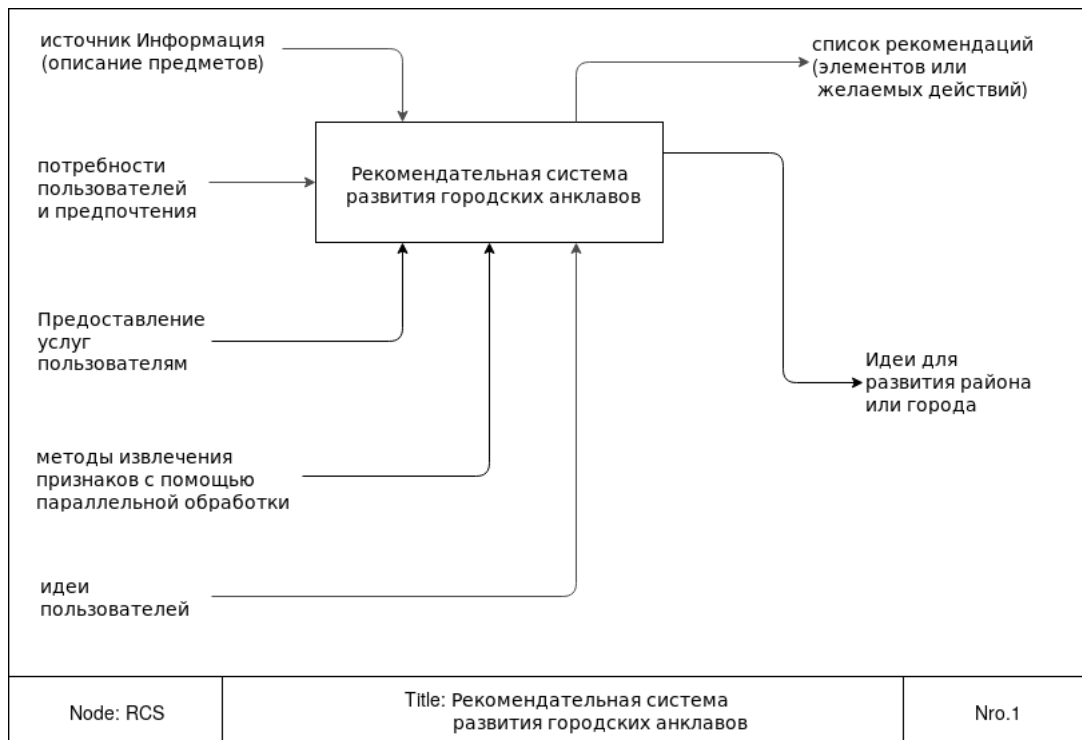 источник Информация
(описание предметов)
список рекомендаций
(элементов или
желаемых действий)
потребности
пользователей
и предпочтения
Рекомендательная система
развития городских анклавов
Предоставление
услуг
пользователям
Идеи для
развития района
или города
методы извлечения
признаков с помощью
параллельной обработки
идеи
пользователей
Node: RCS
Title: Рекомендательная система
развития городских анклавов
Nro.1